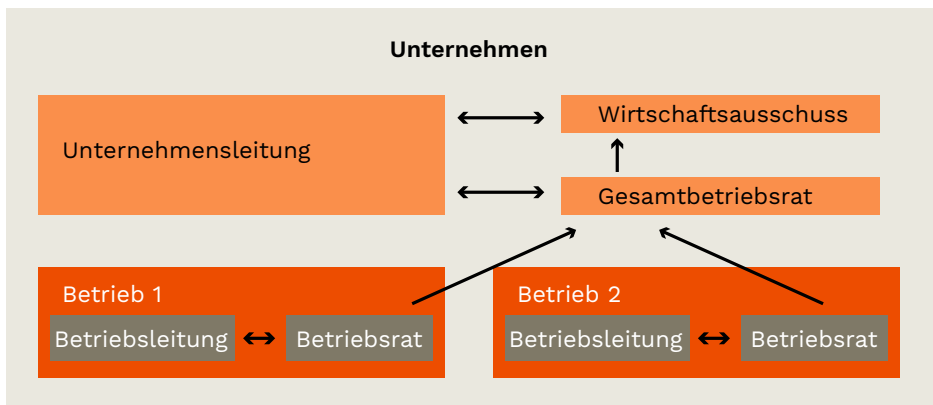 Unternehmen
Unternehmensleitung
Wirtschaftsausschuss
Gesamtbetriebsrat
Betrieb 1
Betriebsleitung
Betriebsrat
Betrieb 2
Betriebsleitung
Betriebsrat